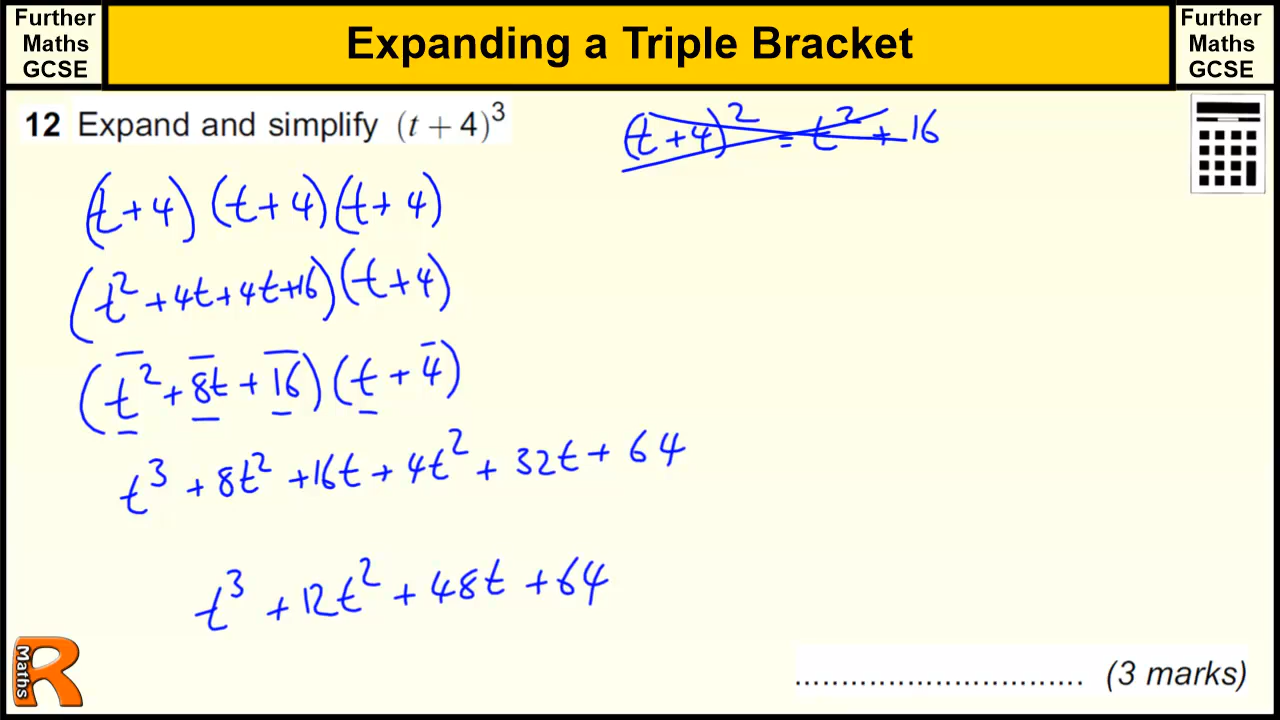 Further
Maths
GCSE
Expanding a Triple Bracket
Further
Maths
GCSE
12 Expand and simplify (t + 4)³
(t+4)² = t² + 16
(t+4)(t+4)(t+4)
(t² + 4t + 4t + 16)(t+4)
(t² + 8t + 16)(t + 4)
t³ + 8t² + 16t + 4t² + 32t + 64
t³ + 12t² + 48t + 64
R
Maths
................................ (3 marks)